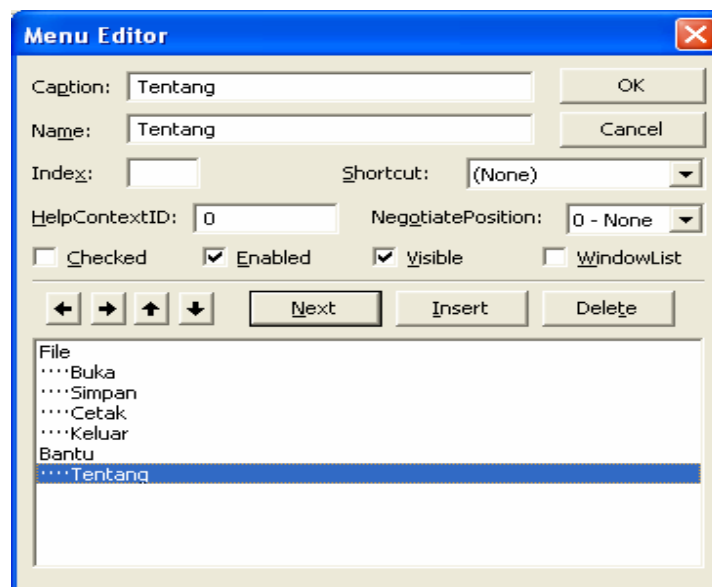 Menu Editor
Caption: Tentang OK
Name: Tentang Cancel
Index: Shortcut: (None)
HelpContextID: 0 NegotiatePosition: 0 - None
Checked Enabled Visible WindowList
Next Insert Delete
File
····Buka
····Simpan
····Cetak
····Keluar
Bantu
····Tentang